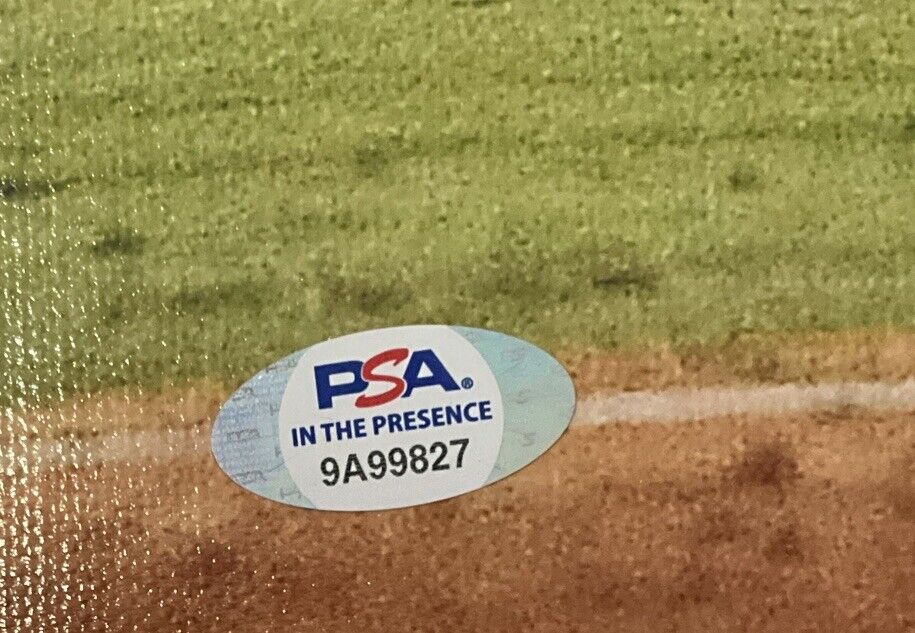 PSA®
IN THE PRESENCE
9A99827